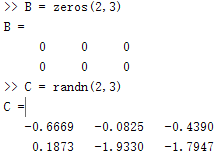 >> B = zeros(2,3)
B =
0 0 0
0 0 0
>> C = randn(2,3)
C =
-0.6669 -0.0825 -0.4390
0.1873 -1.9330 -1.7947